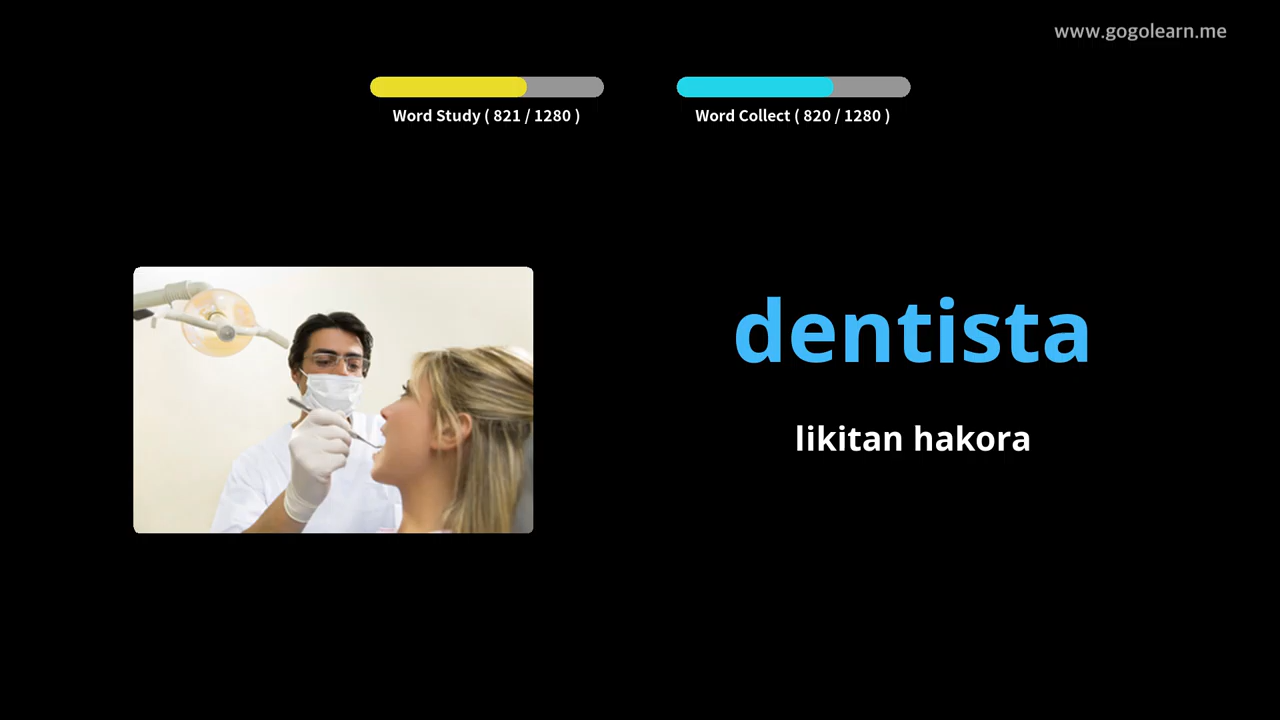 www.gogolearn.me
Word Study ( 821 / 1280 )
Word Collect ( 820 / 1280 )
dentista
likitan hakora